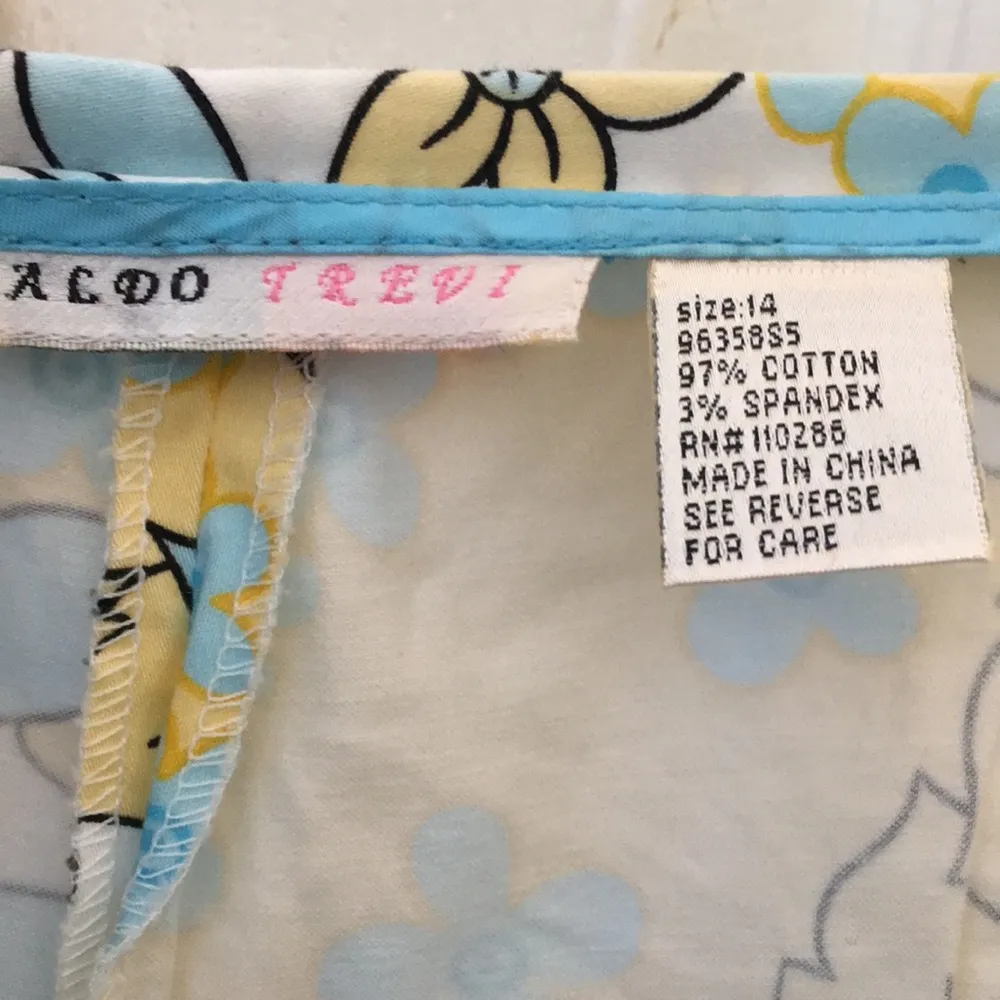 ALDO TREVI
size:14
96358S5
97% COTTON
3% SPANDEX
RN#110286
MADE IN CHINA
SEE REVERSE
FOR CARE